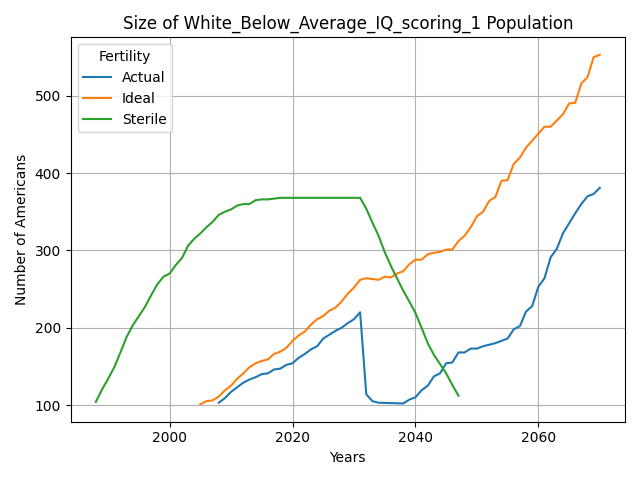 Size of White_Below_Average_IQ_scoring_1 Population
Fertility
Actual
Ideal
Sterile
Number of Americans
500
400
300
200
100
2000
2020
2040
2060
Years